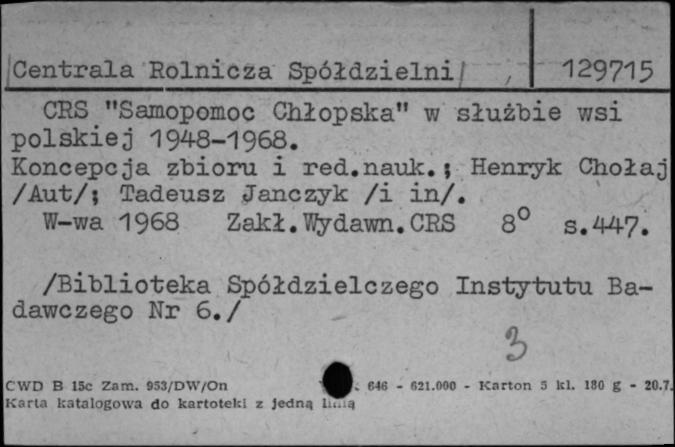 /Centrala Rolnicza Spółdzielni/ , 129715
CRS "Samopomoc Chłopska" w służbie wsi
polskiej 1948-1968.
Koncepcja zbioru i red.nauk.; Henryk Chołaj
/Aut/; Tadeusz Janczyk /i in/.
W-wa 1968 Zakł.Wydawn.CRS 8° s.447.
/Biblioteka Spółdzielczego Instytutu Ba-
dawczego Nr 6./
3
CWD B 15c Zam. 953/DW/On 646 - 621.000 - Karton 5 kl. 180 g - 20.7.
Karta katalogowa do kartoteki z jedną linią